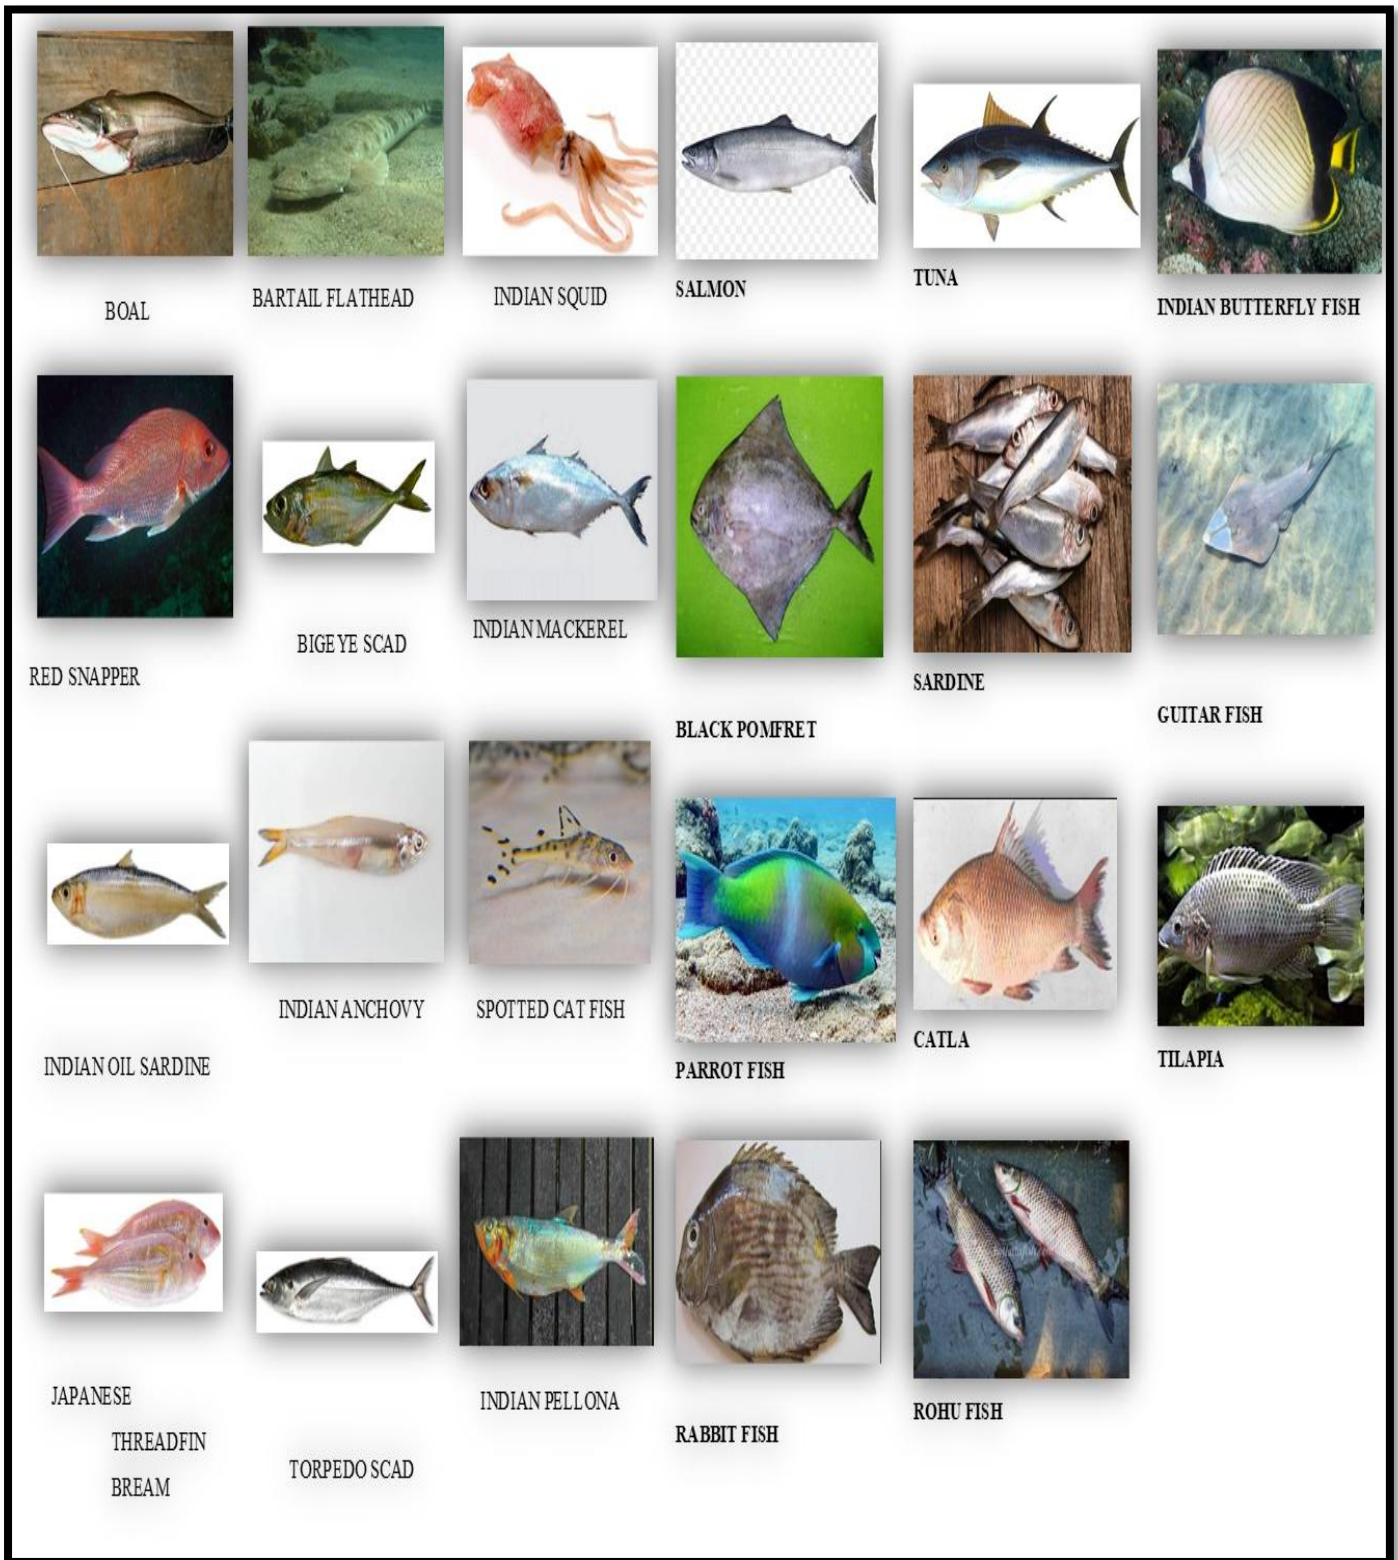 BOAL
BARTAIL FLATHEAD
INDIAN SQUID
SALMON
TUNA
INDIAN BUTTERFLY FISH
RED SNAPPER
BIGEYE SCAD
INDIAN MACKEREL
BLACK POMFRET
SARDINE
GUITAR FISH
INDIAN OIL SARDINE
INDIAN ANCHOVY
SPOTTED CAT FISH
PARROT FISH
CATLA
TILAPIA
JAPANESE
THREADFIN
BREAM
TORPEDO SCAD
INDIAN PELLONA
RABBIT FISH
ROHU FISH